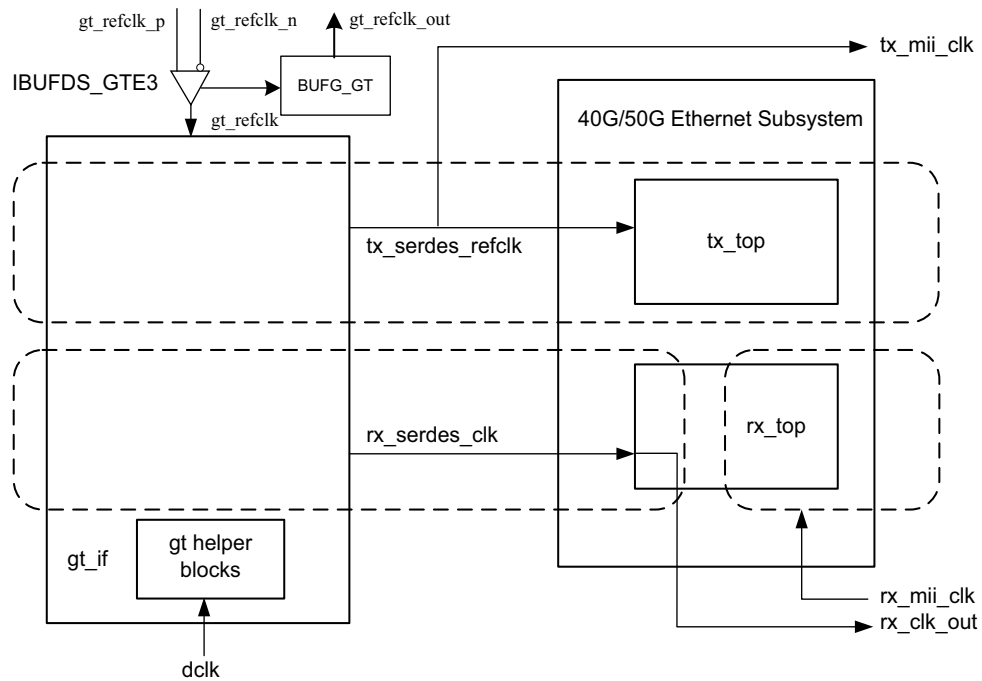 gt_refclk_p
gt_refclk_n
gt_refclk_out
tx_mii_clk
IBUFDS_GTE3
BUFG_GT
gt_refclk
40G/50G Ethernet Subsystem
tx_serdes_refclk
tx_top
rx_serdes_clk
rx_top
gt_if
gt helper
blocks
rx_mii_clk
rx_clk_out
dclk